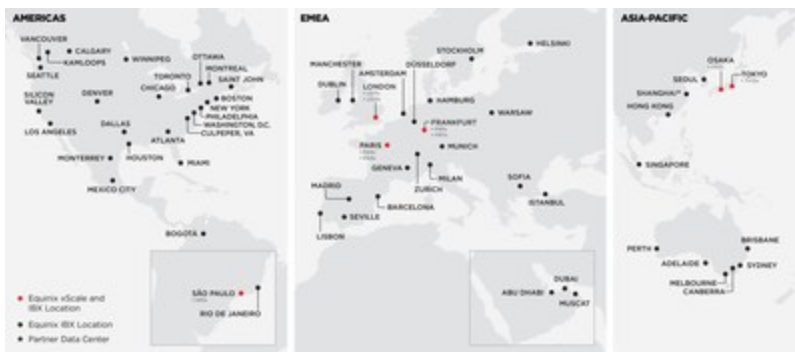 AMERICAS
VANCOUVER
CALGARY
KAMLOOPS
SEATTLE
WINNIPEG
OTTAWA
MONTREAL
TORONTO
SAINT JOHN
CHICAGO
SILICON
VALLEY
DENVER
BOSTON
NEW YORK
PHILADELPHIA
WASHINGTON, D.C.
CULPEPER, VA
LOS ANGELES
DALLAS
ATLANTA
MONTERREY
HOUSTON
MIAMI
MEXICO CITY
BOGOTÁ
SÃO PAULO
RIO DE JANEIRO
Equinix xScale and
IBX Location
Equinix IBX Location
Partner Data Center
EMEA
HELSINKI
STOCKHOLM
MANCHESTER
DÜSSELDORF
AMSTERDAM
DUBLIN
LONDON
HAMBURG
WARSAW
FRANKFURT
PARIS
MUNICH
GENEVA
MILAN
ZURICH
SOFIA
MADRID
ISTANBUL
BARCELONA
SEVILLE
LISBON
DUBAI
ABU DHABI
MUSCAT
ASIA-PACIFIC
OSAKA
TOKYO
SEOUL
SHANGHAI
HONG KONG
SINGAPORE
BRISBANE
PERTH
ADELAIDE
SYDNEY
MELBOURNE
CANBERRA